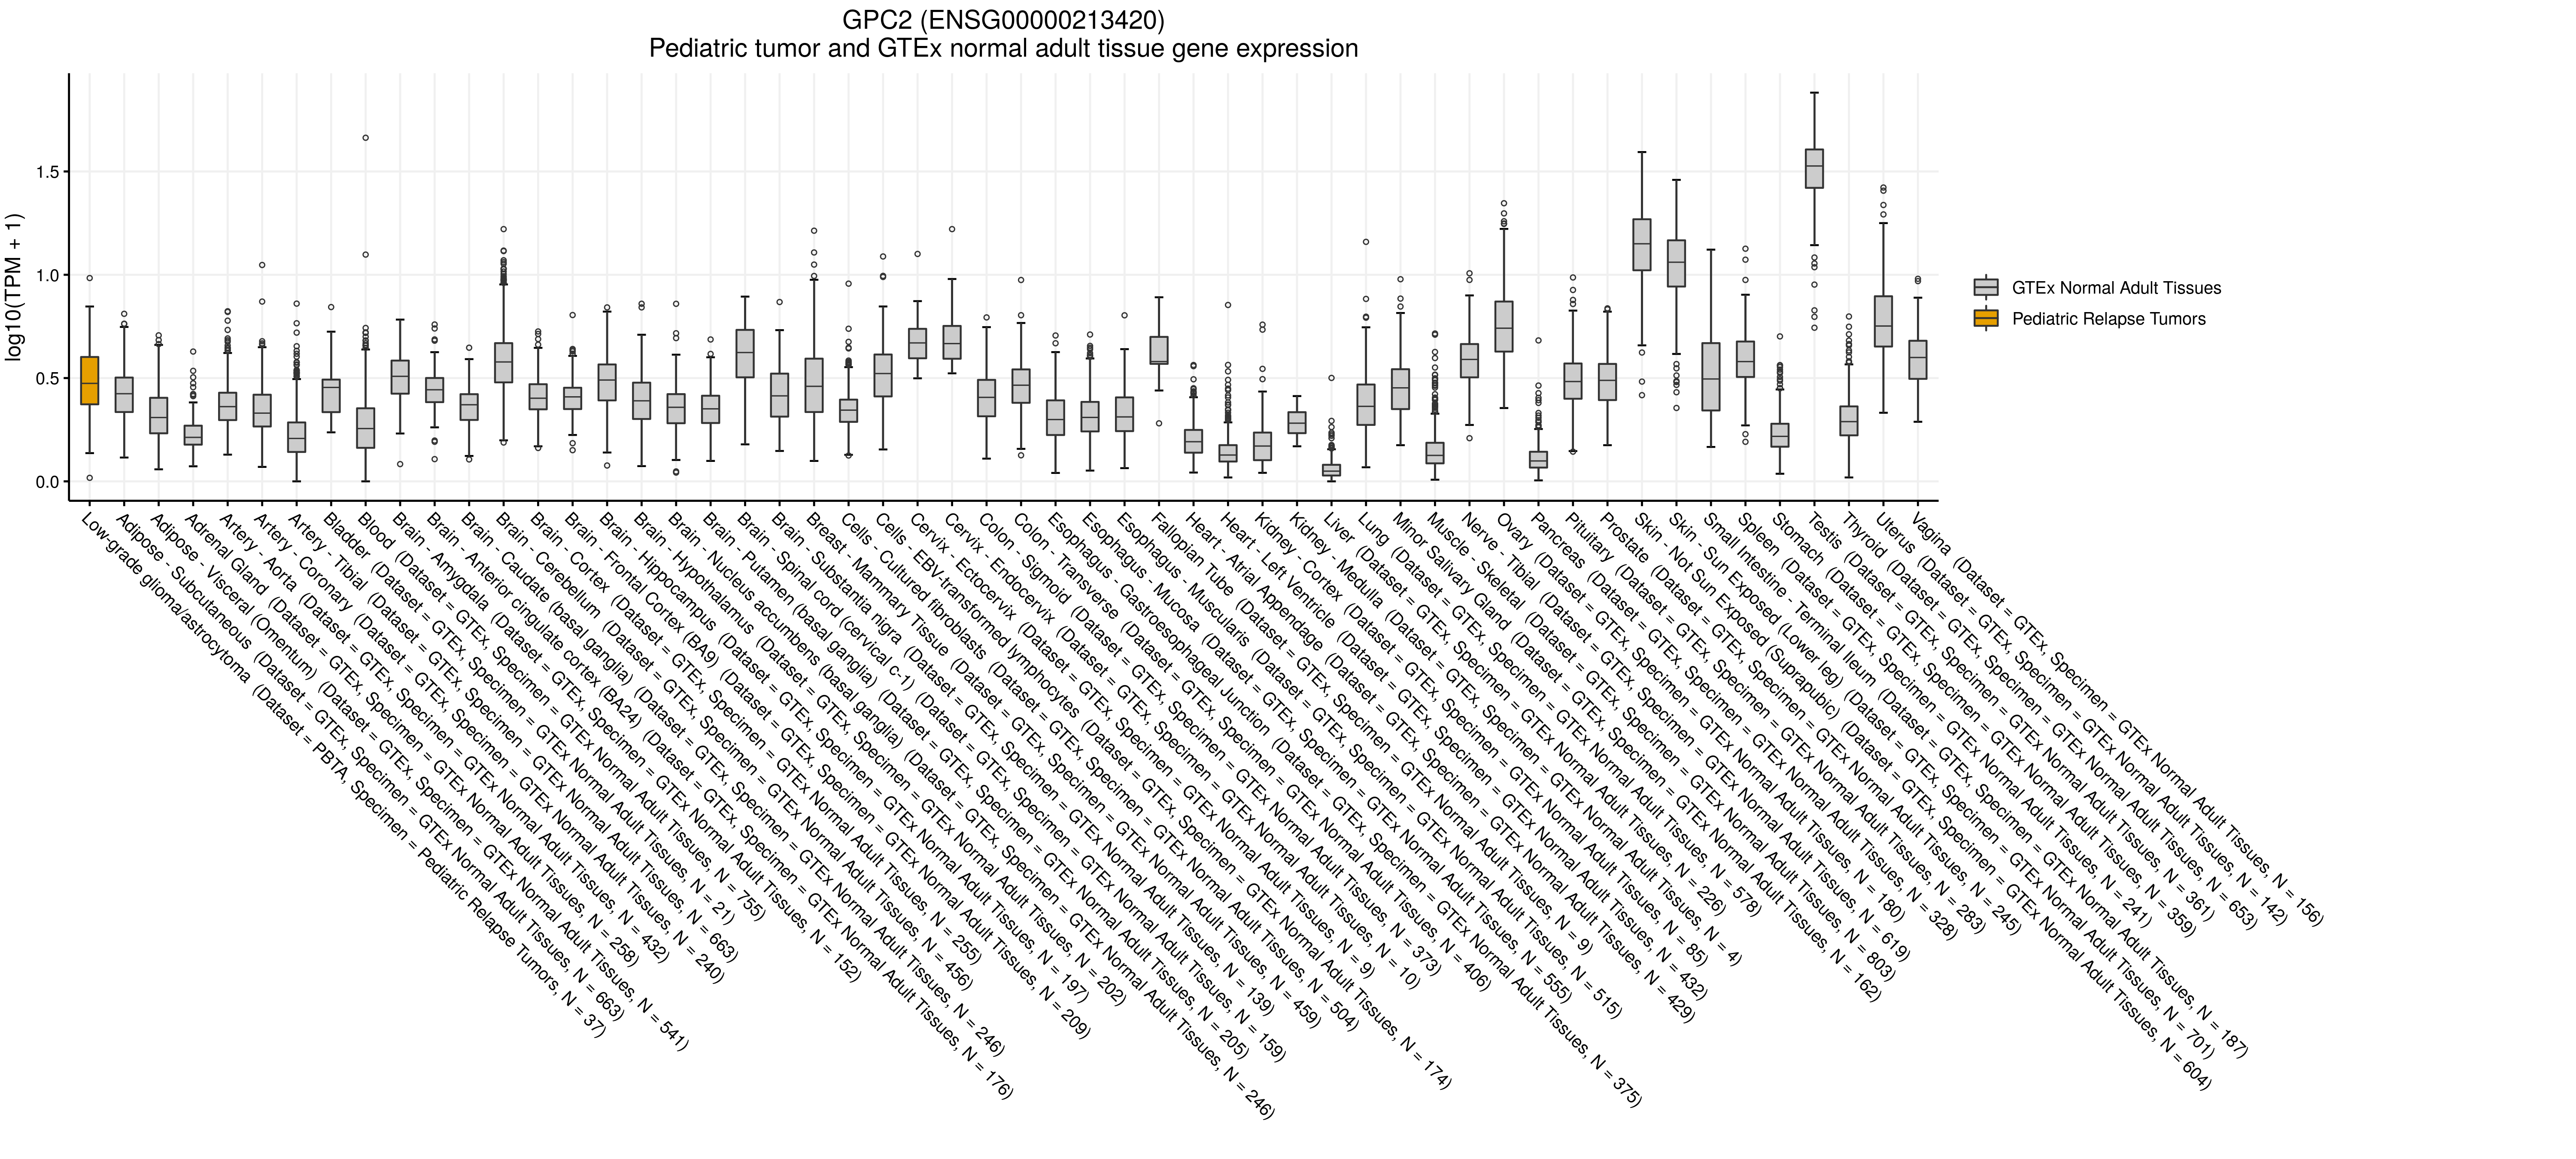 GPC2 (ENSG00000213420)
Pediatric tumor and GTEx normal adult tissue gene expression
log10(TPM + 1)
1.5
1.0
0.5
0.0
GTEx Normal Adult Tissues
Pediatric Relapse Tumors
Low-grade glioma/astrocytoma (Dataset = PBTA, Specimen = Pediatric Relapse Tumors, N = 37)
Adipose - Subcutaneous (Dataset = GTEx, Specimen = GTEx Normal Adult Tissues, N = 663)
Adipose - Visceral (Omentum) (Dataset = GTEx, Specimen = GTEx Normal Adult Tissues, N = 541)
Adrenal Gland (Dataset = GTEx, Specimen = GTEx Normal Adult Tissues, N = 258)
Artery - Aorta (Dataset = GTEx, Specimen = GTEx Normal Adult Tissues, N = 432)
Artery - Coronary (Dataset = GTEx, Specimen = GTEx Normal Adult Tissues, N = 240)
Artery - Tibial (Dataset = GTEx, Specimen = GTEx Normal Adult Tissues, N = 663)
Bladder (Dataset = GTEx, Specimen = GTEx Normal Adult Tissues, N = 21)
Blood (Dataset = GTEx, Specimen = GTEx Normal Adult Tissues, N = 755)
Brain - Amygdala (Dataset = GTEx, Specimen = GTEx Normal Adult Tissues, N = 152)
Brain - Anterior cingulate cortex (BA24) (Dataset = GTEx, Specimen = GTEx Normal Adult Tissues, N = 176)
Brain - Caudate (basal ganglia) (Dataset = GTEx, Specimen = GTEx Normal Adult Tissues, N = 246)
Brain - Cerebellum (Dataset = GTEx, Specimen = GTEx Normal Adult Tissues, N = 456)
Brain - Cortex (Dataset = GTEx, Specimen = GTEx Normal Adult Tissues, N = 255)
Brain - Frontal Cortex (BA9) (Dataset = GTEx, Specimen = GTEx Normal Adult Tissues, N = 209)
Brain - Hippocampus (Dataset = GTEx, Specimen = GTEx Normal Adult Tissues, N = 197)
Brain - Hypothalamus (Dataset = GTEx, Specimen = GTEx Normal Adult Tissues, N = 202)
Brain - Nucleus accumbens (basal ganglia) (Dataset = GTEx, Specimen = GTEx Normal Adult Tissues, N = 246)
Brain - Putamen (basal ganglia) (Dataset = GTEx, Specimen = GTEx Normal Adult Tissues, N = 205)
Brain - Spinal cord (cervical c-1) (Dataset = GTEx, Specimen = GTEx Normal Adult Tissues, N = 159)
Brain - Substantia nigra (Dataset = GTEx, Specimen = GTEx Normal Adult Tissues, N = 139)
Breast - Mammary Tissue (Dataset = GTEx, Specimen = GTEx Normal Adult Tissues, N = 459)
Cells - Cultured fibroblasts (Dataset = GTEx, Specimen = GTEx Normal Adult Tissues, N = 504)
Cells - EBV-transformed lymphocytes (Dataset = GTEx, Specimen = GTEx Normal Adult Tissues, N = 174)
Cervix - Ectocervix (Dataset = GTEx, Specimen = GTEx Normal Adult Tissues, N = 9)
Cervix - Endocervix (Dataset = GTEx, Specimen = GTEx Normal Adult Tissues, N = 10)
Colon - Sigmoid (Dataset = GTEx, Specimen = GTEx Normal Adult Tissues, N = 373)
Colon - Transverse (Dataset = GTEx, Specimen = GTEx Normal Adult Tissues, N = 406)
Esophagus - Gastroesophageal Junction (Dataset = GTEx, Specimen = GTEx Normal Adult Tissues, N = 375)
Esophagus - Mucosa (Dataset = GTEx, Specimen = GTEx Normal Adult Tissues, N = 555)
Esophagus - Muscularis (Dataset = GTEx, Specimen = GTEx Normal Adult Tissues, N = 515)
Fallopian Tube (Dataset = GTEx, Specimen = GTEx Normal Adult Tissues, N = 9)
Heart - Atrial Appendage (Dataset = GTEx, Specimen = GTEx Normal Adult Tissues, N = 429)
Heart - Left Ventricle (Dataset = GTEx, Specimen = GTEx Normal Adult Tissues, N = 432)
Kidney - Cortex (Dataset = GTEx, Specimen = GTEx Normal Adult Tissues, N = 85)
Kidney - Medulla (Dataset = GTEx, Specimen = GTEx Normal Adult Tissues, N = 4)
Liver (Dataset = GTEx, Specimen = GTEx Normal Adult Tissues, N = 226)
Lung (Dataset = GTEx, Specimen = GTEx Normal Adult Tissues, N = 578)
Minor Salivary Gland (Dataset = GTEx, Specimen = GTEx Normal Adult Tissues, N = 162)
Muscle - Skeletal (Dataset = GTEx, Specimen = GTEx Normal Adult Tissues, N = 803)
Nerve - Tibial (Dataset = GTEx, Specimen = GTEx Normal Adult Tissues, N = 619)
Ovary (Dataset = GTEx, Specimen = GTEx Normal Adult Tissues, N = 180)
Pancreas (Dataset = GTEx, Specimen = GTEx Normal Adult Tissues, N = 328)
Pituitary (Dataset = GTEx, Specimen = GTEx Normal Adult Tissues, N = 283)
Prostate (Dataset = GTEx, Specimen = GTEx Normal Adult Tissues, N = 245)
Skin - Not Sun Exposed (Suprapubic) (Dataset = GTEx, Specimen = GTEx Normal Adult Tissues, N = 604)
Skin - Sun Exposed (Lower leg) (Dataset = GTEx, Specimen = GTEx Normal Adult Tissues, N = 701)
Small Intestine - Terminal Ileum (Dataset = GTEx, Specimen = GTEx Normal Adult Tissues, N = 187)
Spleen (Dataset = GTEx, Specimen = GTEx Normal Adult Tissues, N = 241)
Stomach (Dataset = GTEx, Specimen = GTEx Normal Adult Tissues, N = 359)
Testis (Dataset = GTEx, Specimen = GTEx Normal Adult Tissues, N = 361)
Thyroid (Dataset = GTEx, Specimen = GTEx Normal Adult Tissues, N = 653)
Uterus (Dataset = GTEx, Specimen = GTEx Normal Adult Tissues, N = 142)
Vagina (Dataset = GTEx, Specimen = GTEx Normal Adult Tissues, N = 156)